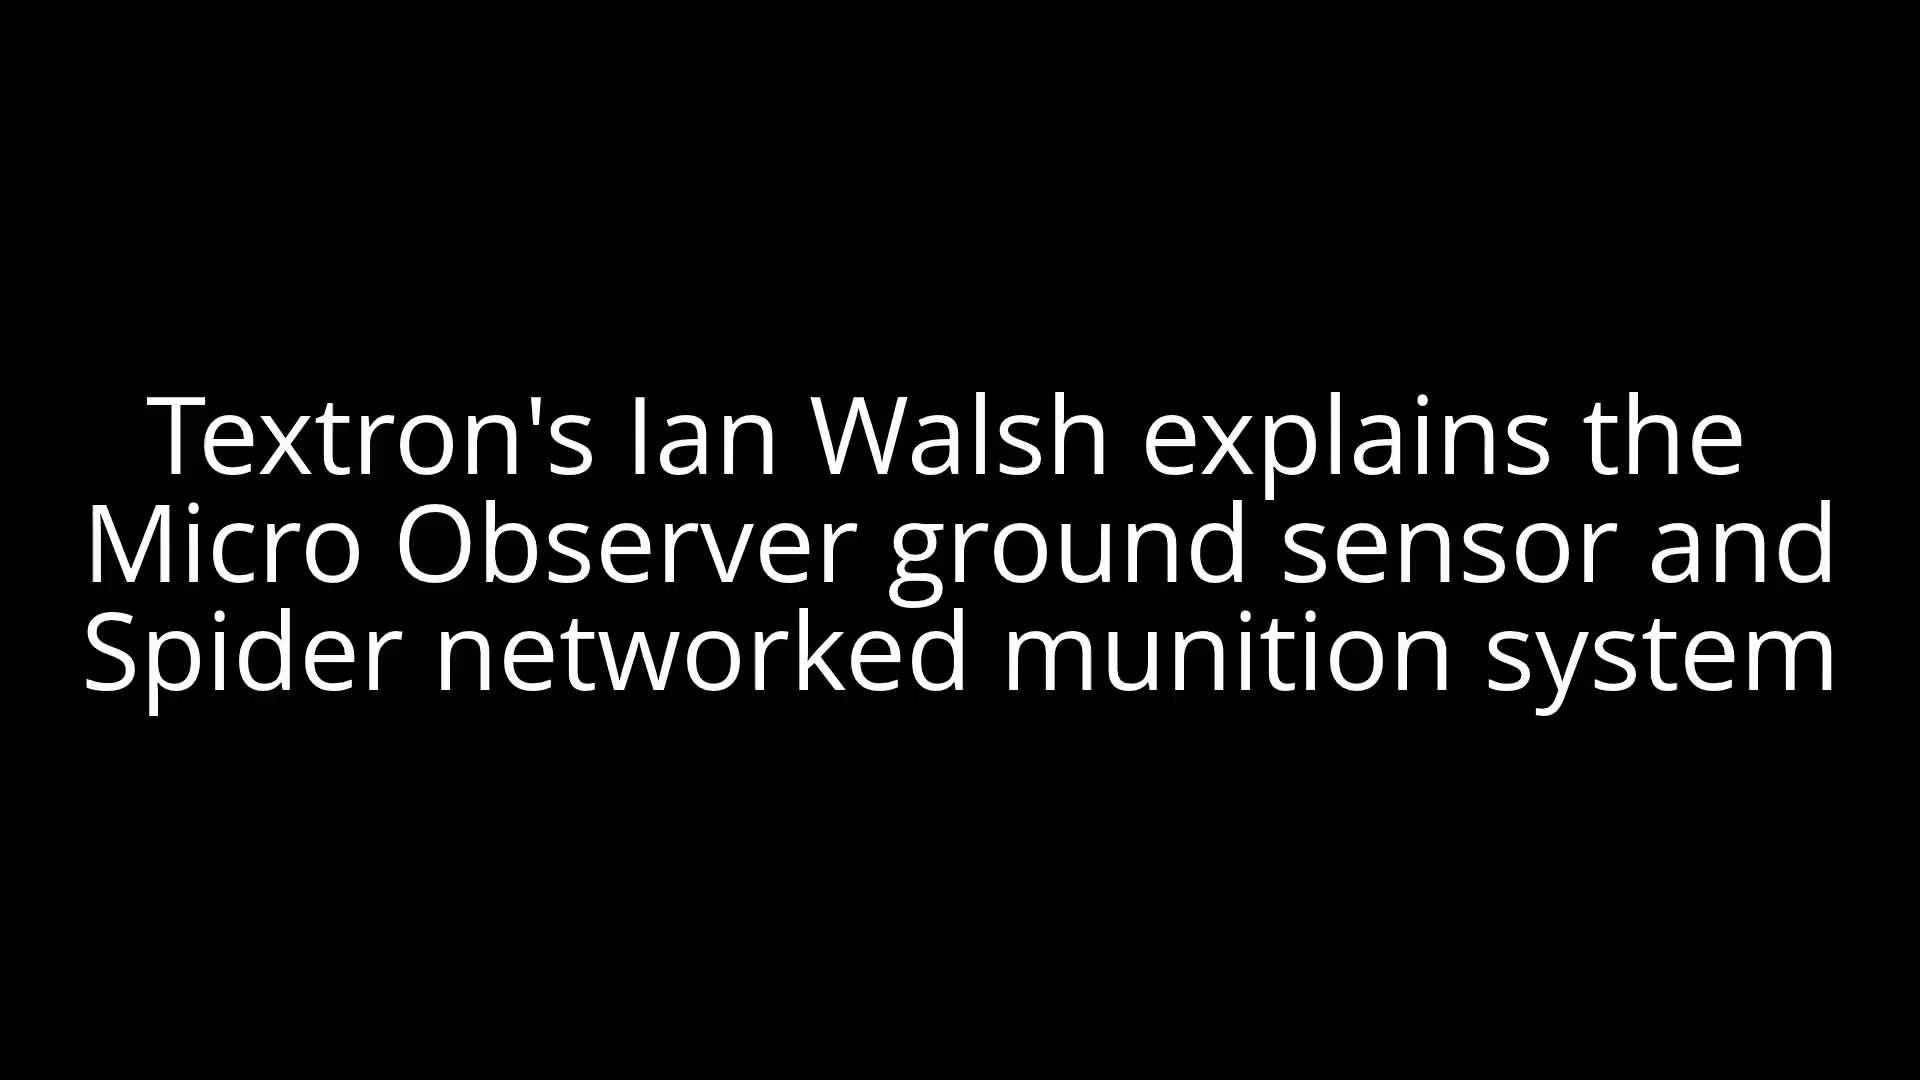 Textron's Ian Walsh explains the
Micro Observer ground sensor and
Spider networked munition system